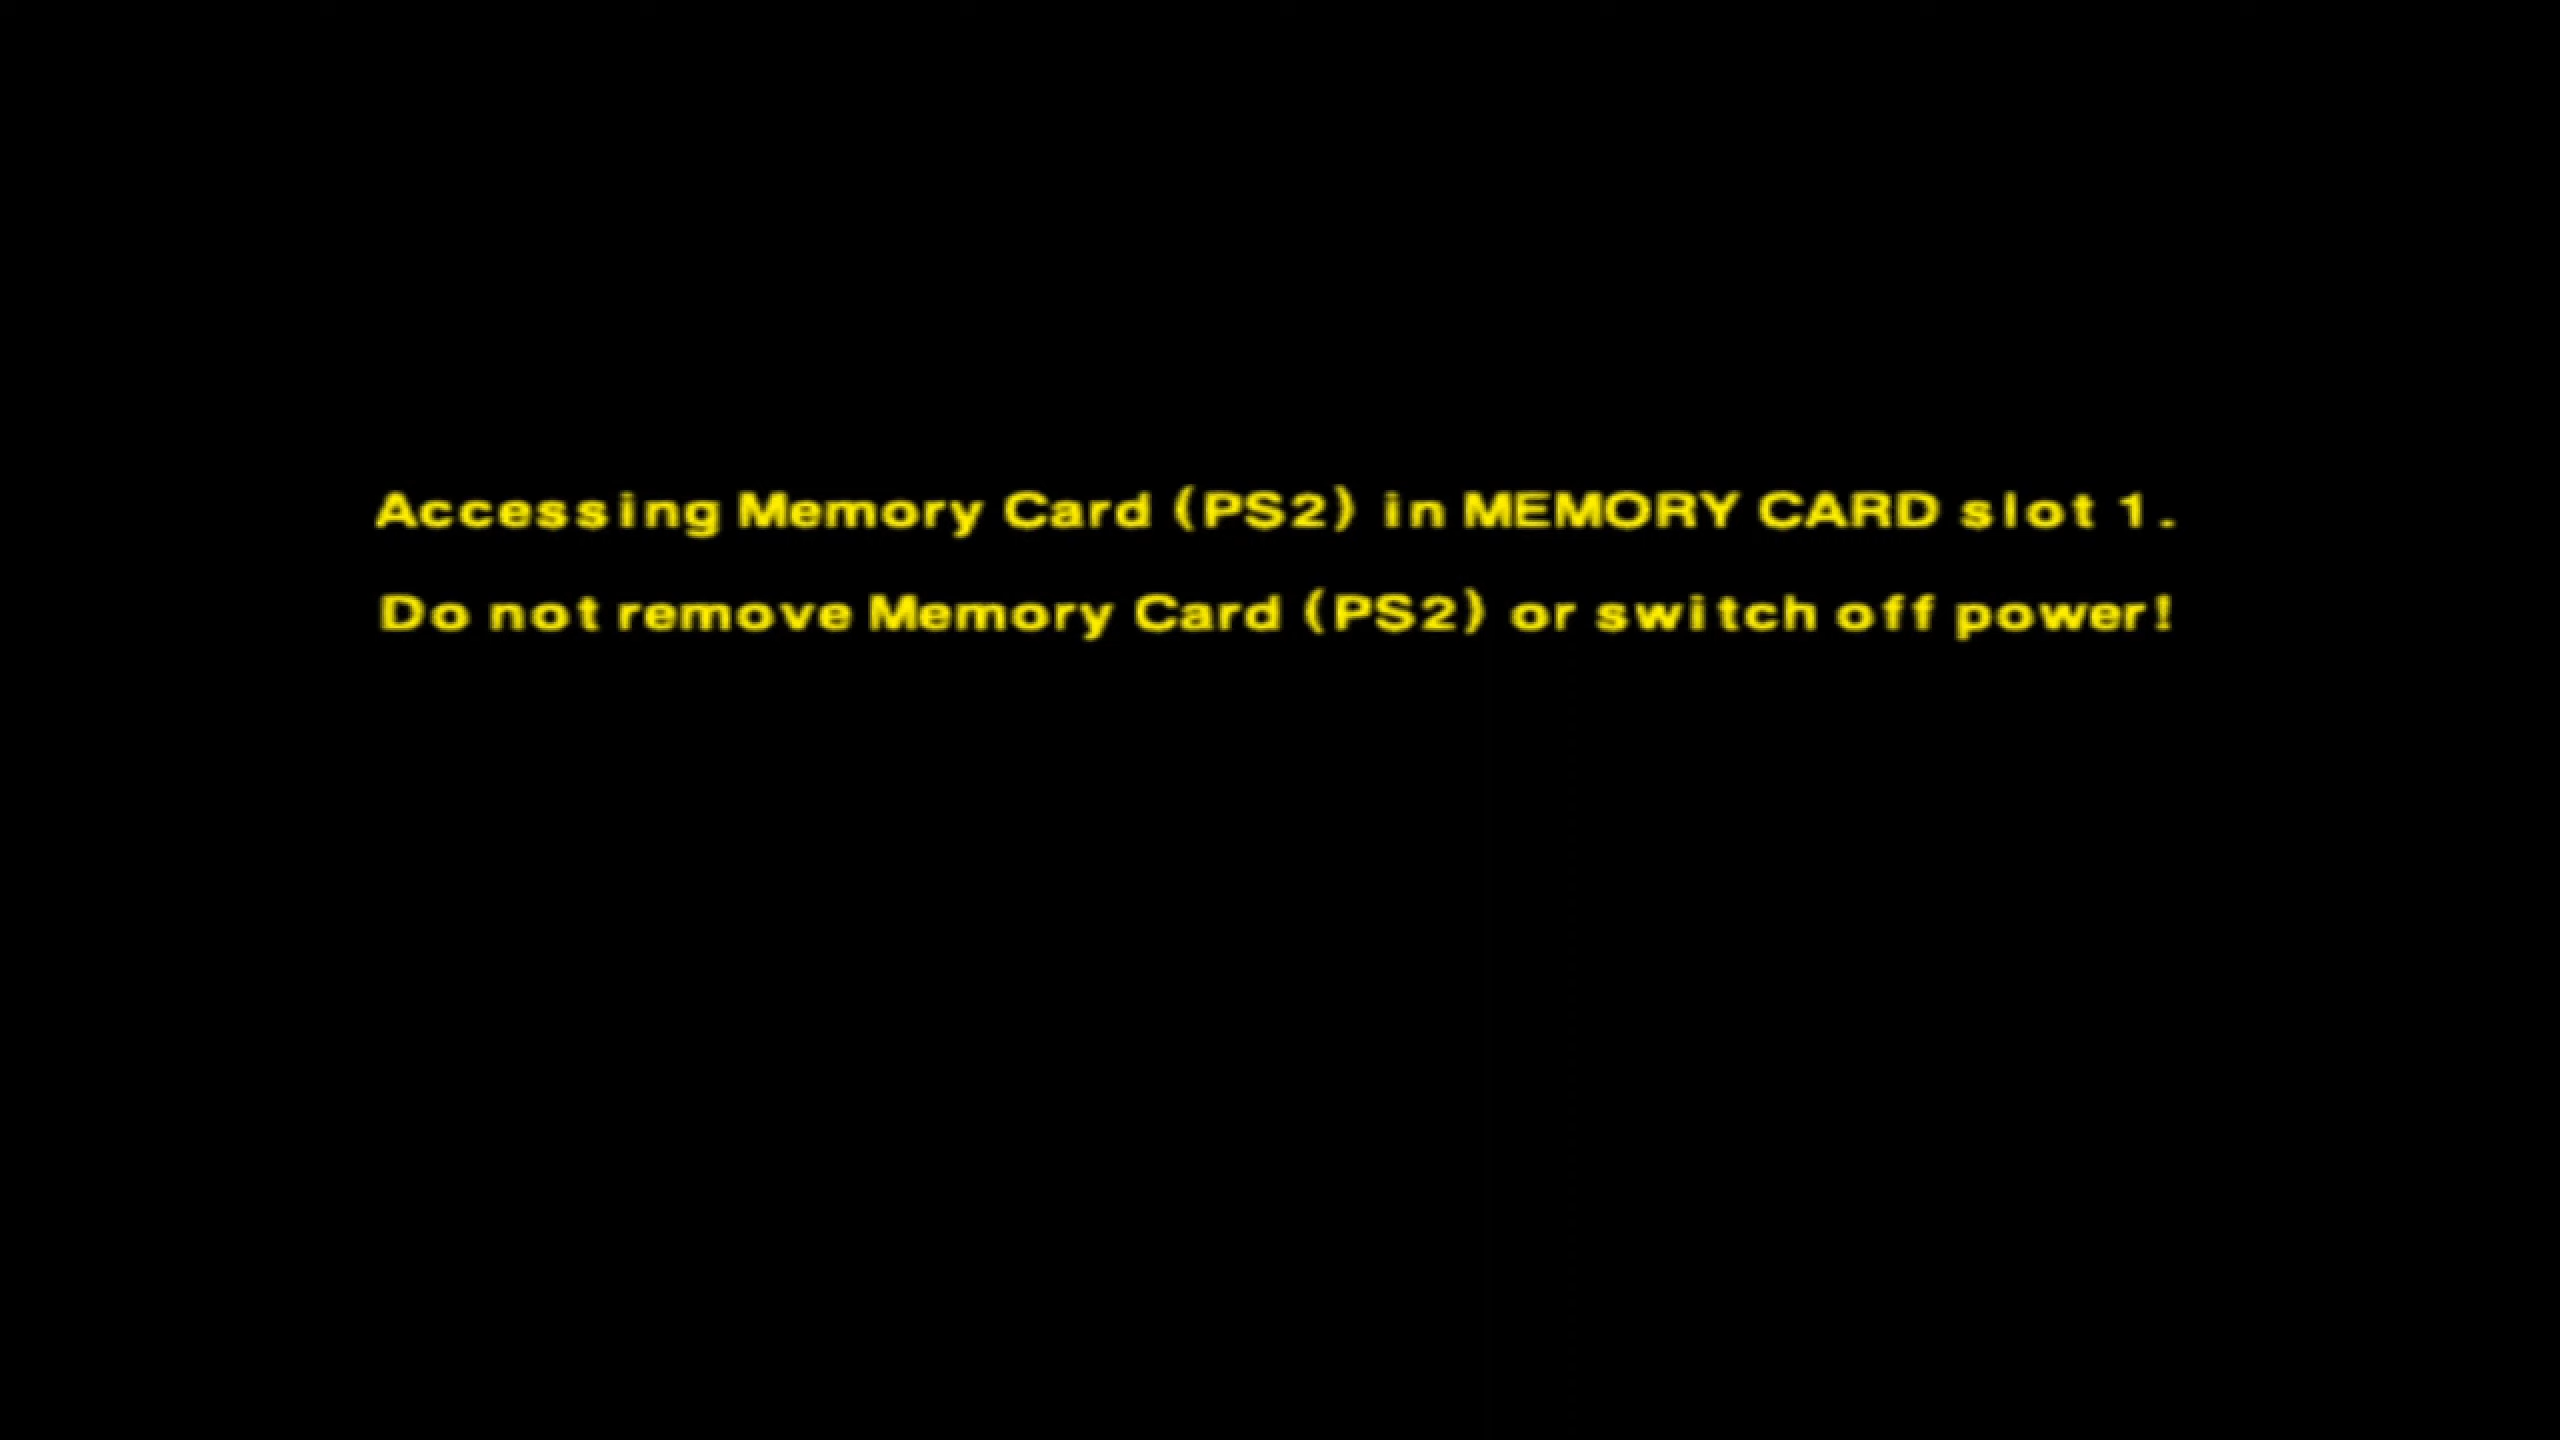 Accessing Memory Card (PS2) in MEMORY CARD slot 1.
Do not remove Memory Card (PS2) or switch off power!